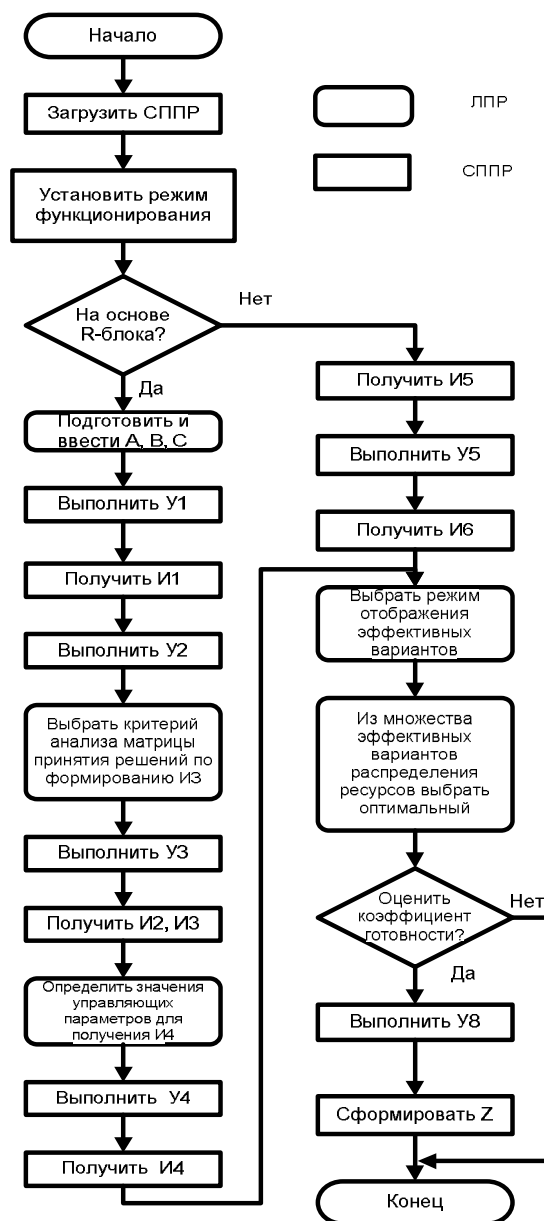 Начало
Загрузить СППР
Установить режим
функционирования
На основе
R-блока?
Да
Подготовить и
ввести А, В, С
Выполнить У1
Получить И1
Выполнить У2
Выбрать критерий
анализа матрицы
принятия решений по
формированию И3
Выполнить У3
Получить И2, И3
Определить значения
управляющих
параметров для
получения И4
Выполнить У4
Получить И4
ЛПР
СППР
Нет
Получить И5
Выполнить У5
Получить И6
Выбрать режим
отображения
эффективных
вариантов
Из множества
эффективных
вариантов
распределения
ресурсов выбрать
оптимальный
Оценить
коэффициент
готовности?
Нет
Да
Выполнить У8
Сформировать Z
Конец